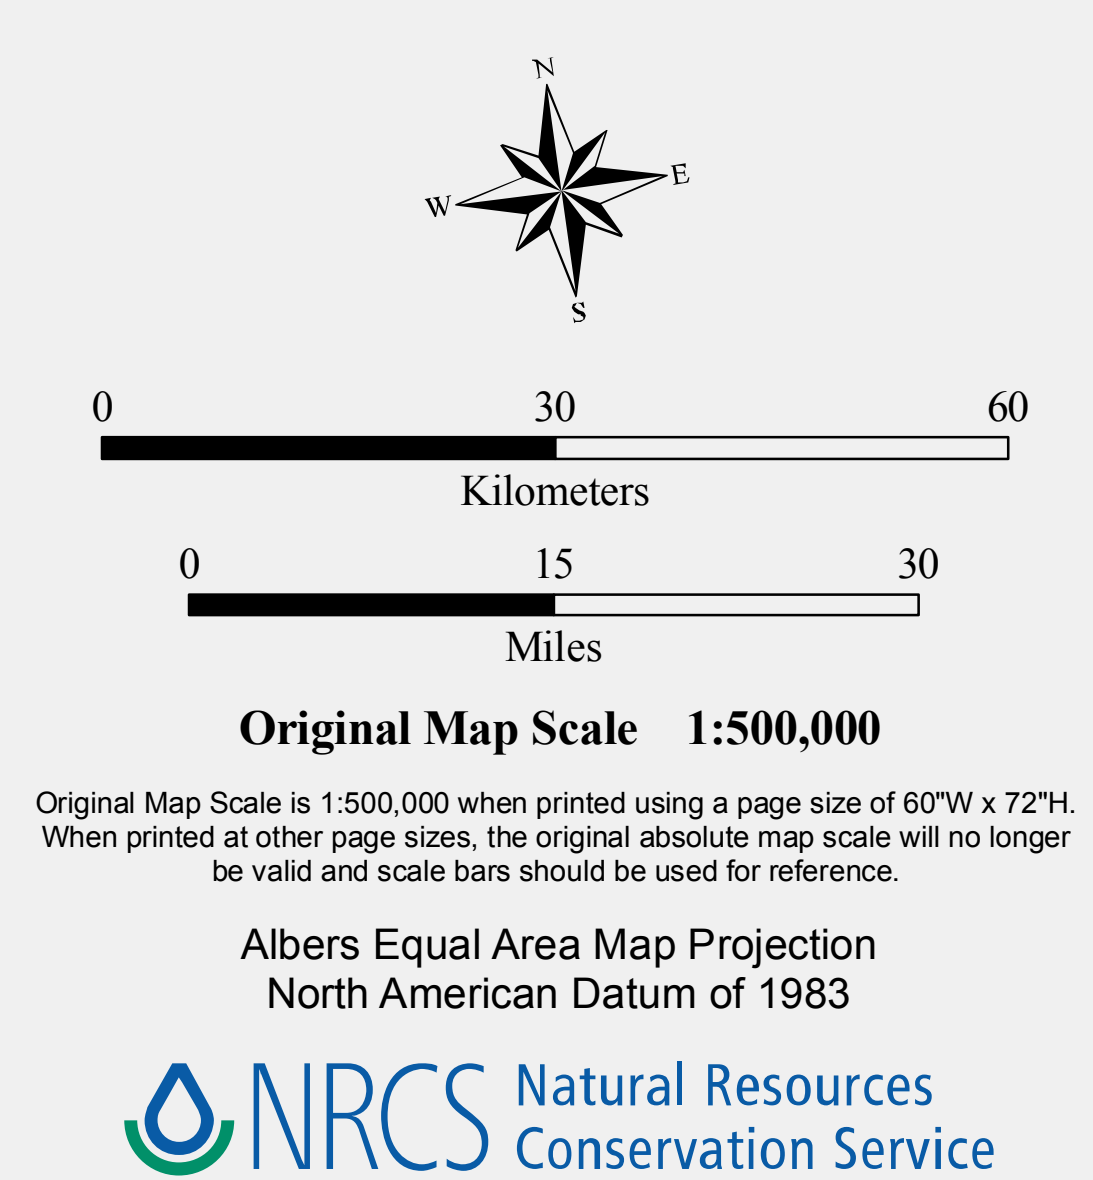 N
W E
S
0 30 60
Kilometers
0 15 30
Miles
Original Map Scale 1:500,000
Original Map Scale is 1:500,000 when printed using a page size of 60"W x 72"H.
When printed at other page sizes, the original absolute map scale will no longer
be valid and scale bars should be used for reference.
Albers Equal Area Map Projection
North American Datum of 1983
NRCS Natural Resources
Conservation Service